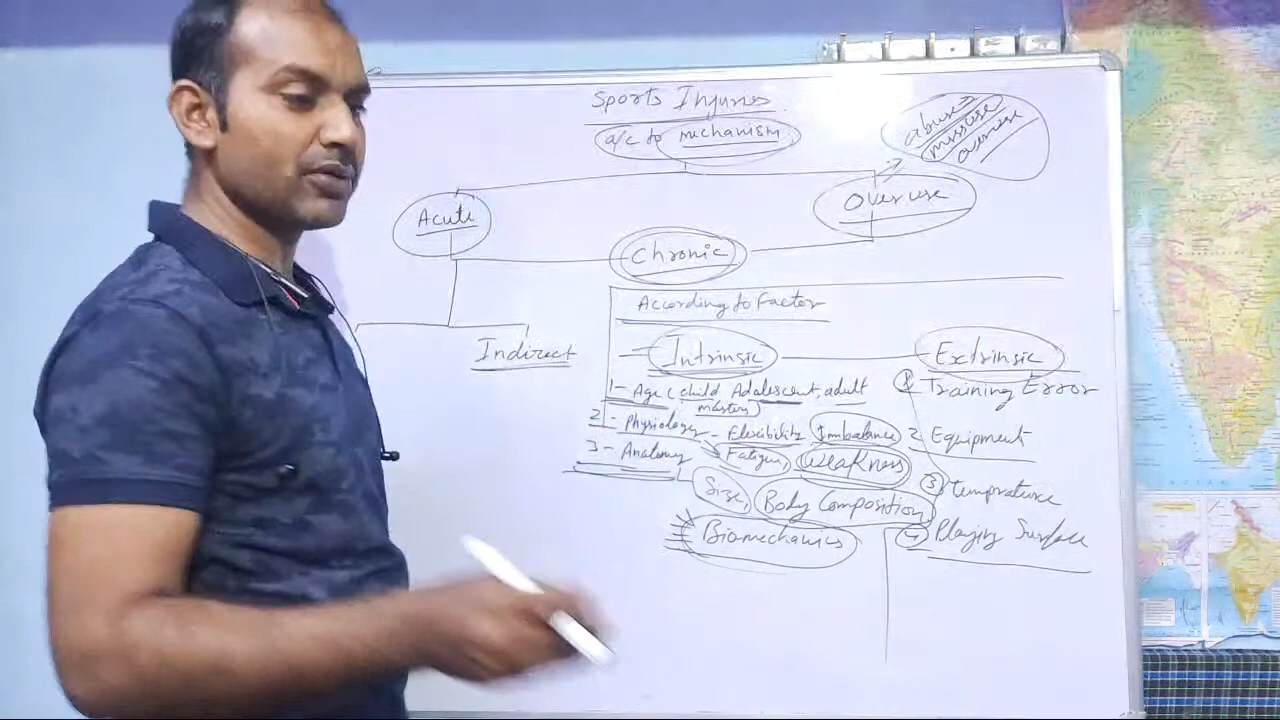 Sports Injuries
a/c to mechanism
abuse
missuse
overuse
Acute
Overuse
Chronic
According to Factor
Indirect
Intrinsic
Extrinsic
1- Age (child Adolescent, adult
master)
2- Physiology - Flexibility Imbalance
Fatigue weakness
3- Anatomy
Size Body Composition
Biomechanics
1 Training Error
2 Equipment
3 Temprature
4 Playing Surface